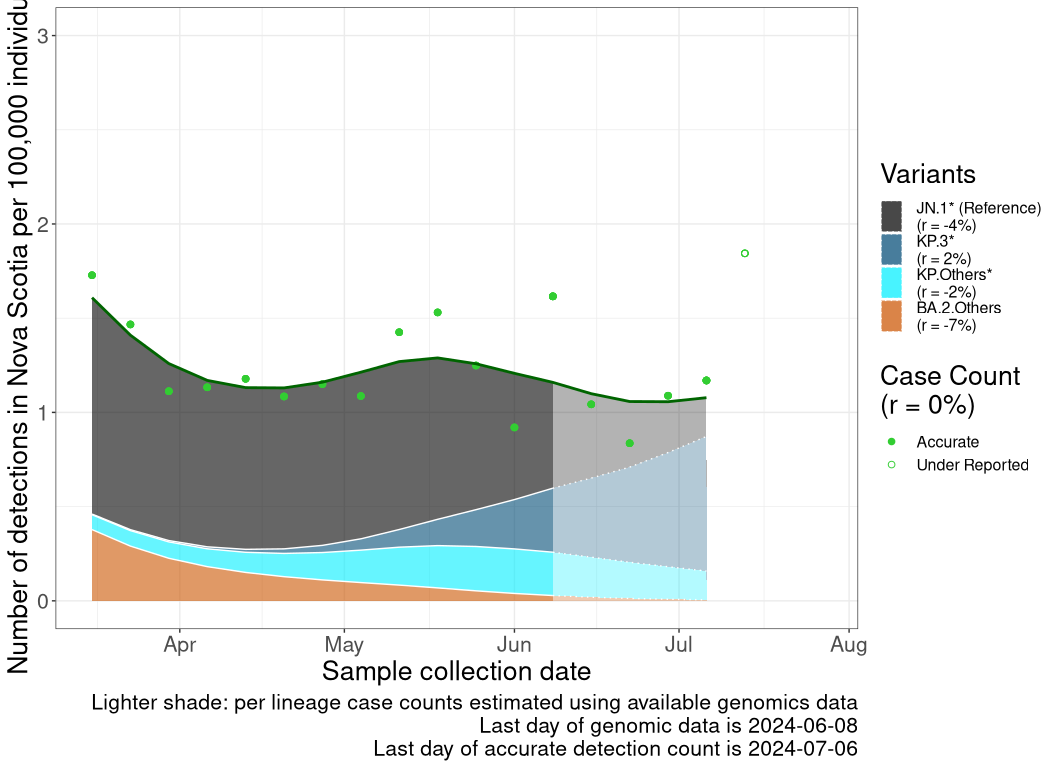 Number of detections in Nova Scotia per 100,000
3
2
1
0
Apr
May
Jun
Jul
Aug
Sample collection date
Lighter shade: per lineage case counts estimated using available genomics data
Last day of genomic data is 2024-06-08
Last day of accurate detection count is 2024-07-06
Variants
JN.1* (Reference)
(r = -4%)
KP.3*
(r = 2%)
KP.Others*
(r = -2%)
BA.2.Others
(r = -7%)
Case Count
(r = 0%)
Accurate
Under Reported